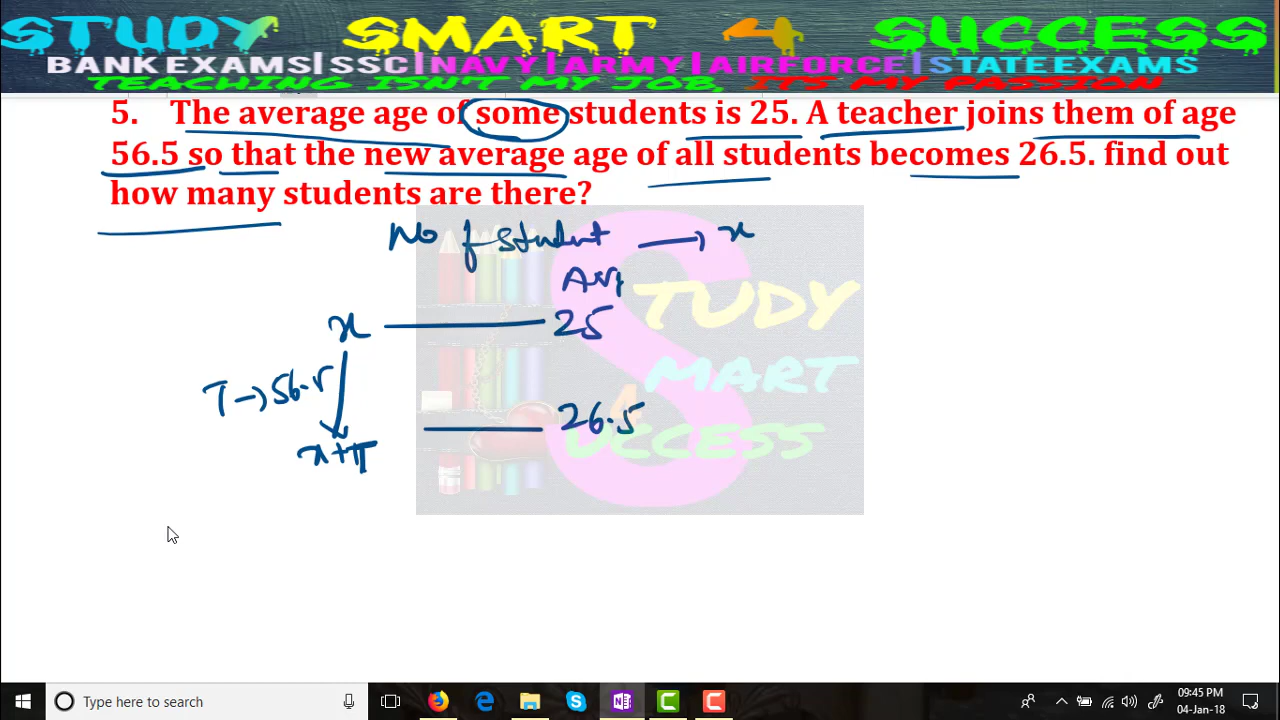 STUDY SMART 4 SUCCESS
BANK EXAMS|SSC|NAVY|ARMY|AIRFORCE|STATE EXAMS
TEACHING ISN'T MY JOB, IT'S MY PASSION
5. The average age of some students is 25. A teacher joins them of age
56.5 so that the new average age of all students becomes 26.5. find out
how many students are there?
No of student → x
Avg
x 25
T → 56.5
26.5
x+T
STUDY
SMART
4
SUCCESS
Type here to search
09:45 PM
04-Jan-18